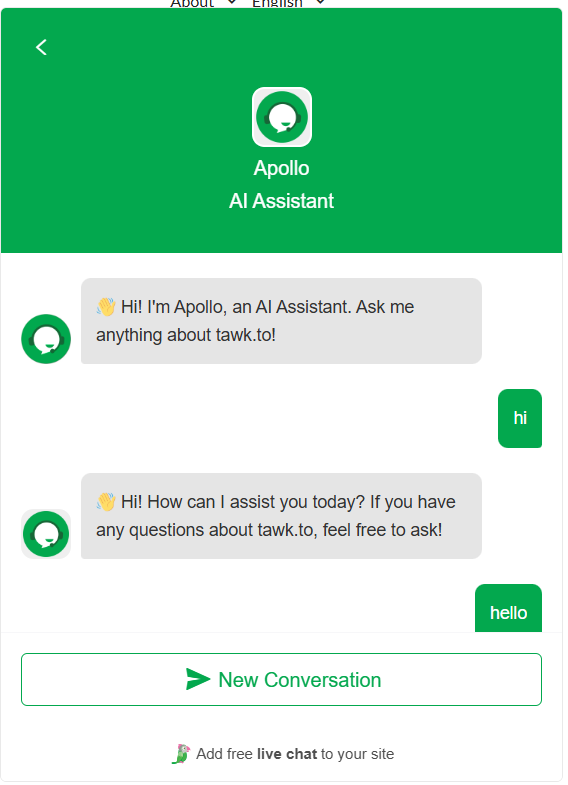 About English
Apollo
AI Assistant
👋 Hi! I'm Apollo, an AI Assistant. Ask me
anything about tawk.to!
hi
👋 Hi! How can I assist you today? If you have
any questions about tawk.to, feel free to ask!
hello
New Conversation
Add free live chat to your site